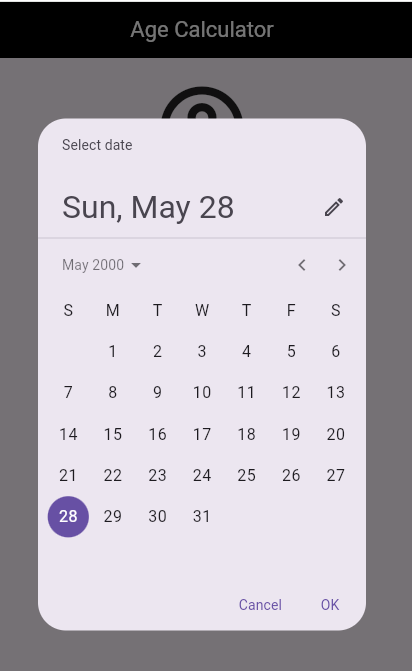 Age Calculator
Select date
Sun, May 28
May 2000
S M T W T F S
1 2 3 4 5 6
7 8 9 10 11 12 13
14 15 16 17 18 19 20
21 22 23 24 25 26 27
28 29 30 31
Cancel OK